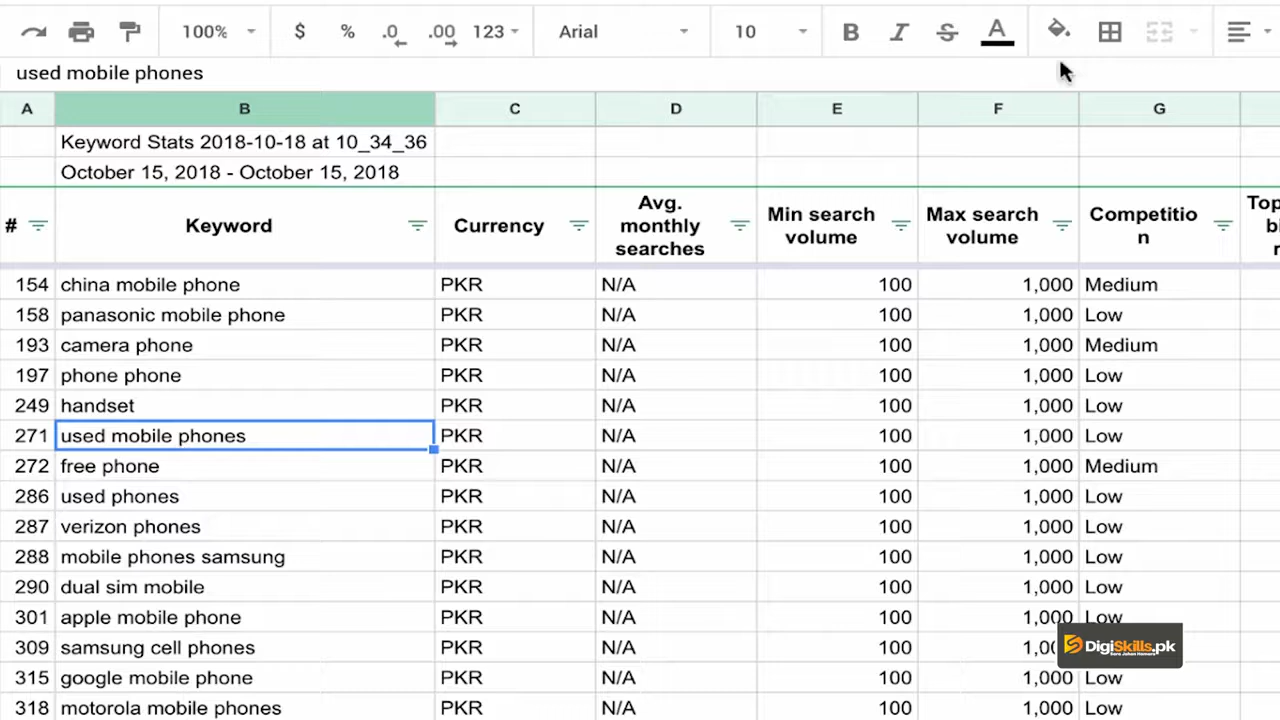 100% $ % .0 .00 123 Arial 10 B I S A
used mobile phones
A B C D E F G
Keyword Stats 2018-10-18 at 10_34_36
October 15, 2018 - October 15, 2018
# Keyword Currency Avg. monthly searches Min search volume Max search volume Competitio n Top
154 china mobile phone PKR N/A 100 1,000 Medium
158 panasonic mobile phone PKR N/A 100 1,000 Low
193 camera phone PKR N/A 100 1,000 Medium
197 phone phone PKR N/A 100 1,000 Low
249 handset PKR N/A 100 1,000 Low
271 used mobile phones PKR N/A 100 1,000 Low
272 free phone PKR N/A 100 1,000 Medium
286 used phones PKR N/A 100 1,000 Low
287 verizon phones PKR N/A 100 1,000 Low
288 mobile phones samsung PKR N/A 100 1,000 Low
290 dual sim mobile PKR N/A 100 1,000 Low
301 apple mobile phone PKR N/A 100 1,000 Low
309 samsung cell phones PKR N/A 100
315 google mobile phone PKR N/A 100 1,000 Low
318 motorola mobile phones PKR N/A 100 1,000 Low
DigiSkills.pk